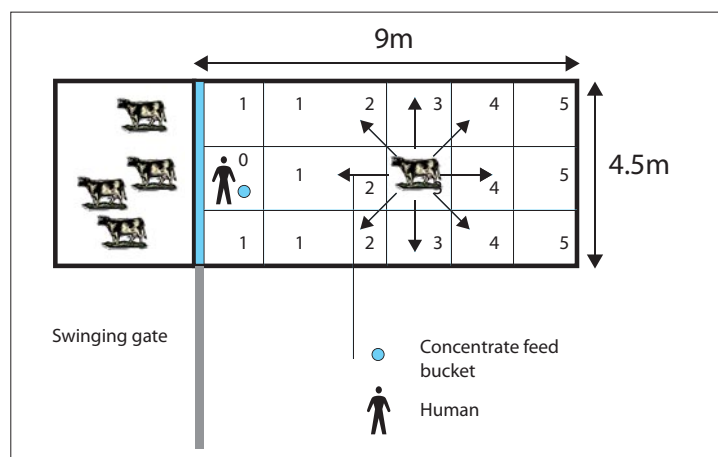 9m
1 1 2 3 4 5
0
1 2 3 4 5
4.5m
1 1 2 3 4 5
Swinging gate
Concentrate feed
bucket
Human